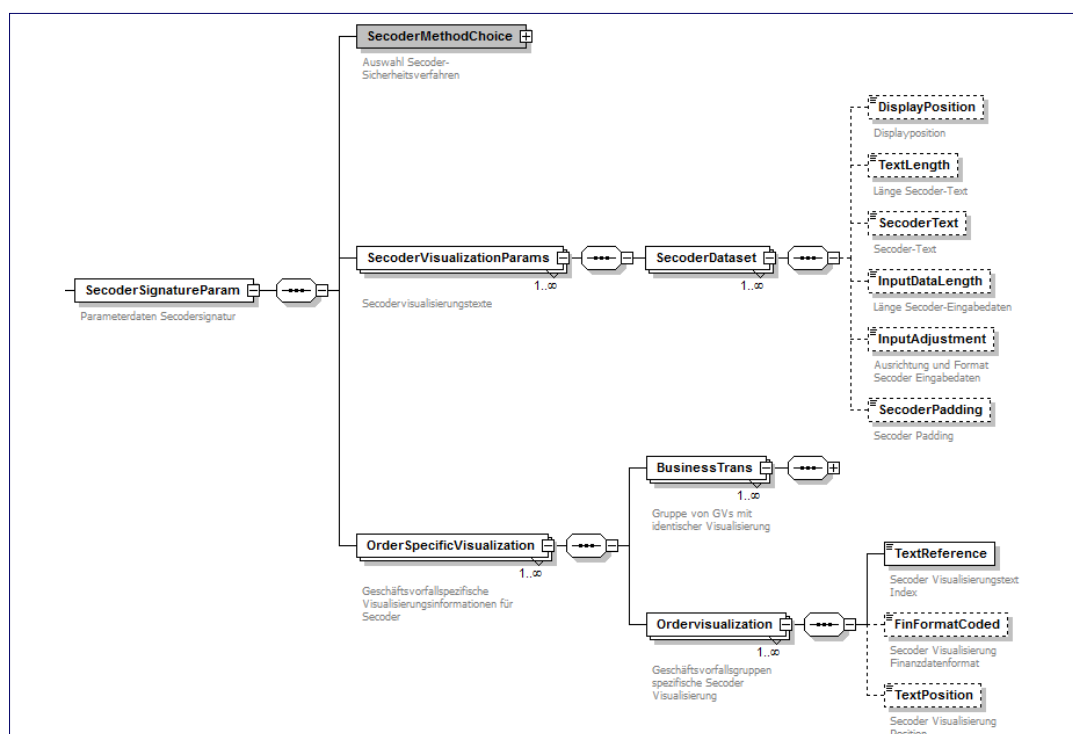 SecoderMethodChoice
Auswahl Secoder-
Sicherheitsverfahren
DisplayPosition
Displayposition
TextLength
Länge Secoder-Text
SecoderText
Secoder-Text
SecoderVisualizationParams
1..∞
Secodervisualisierungstexte
SecoderDataset
1..∞
InputDataLength
Länge Secoder-Eingabedaten
SecoderSignatureParam
Parameterdaten Secodersignatur
InputAdjustment
Ausrichtung und Format
Secoder Eingabedaten
SecoderPadding
Secoder Padding
BusinessTrans
1..∞
Gruppe von GVs mit
identischer Visualisierung
OrderSpecificVisualization
1..∞
Geschäftsvorfallspezifische
Visualisierungsinformationen für
Secoder
TextReference
Secoder Visualisierungstext
Index
Ordervisualization
1..∞
Geschäftsvorfallsgruppen
spezifische Secoder
Visualisierung
FinFormatCoded
Secoder Visualisierung
Finanzdatenformat
TextPosition
Secoder Visualisierung
Position